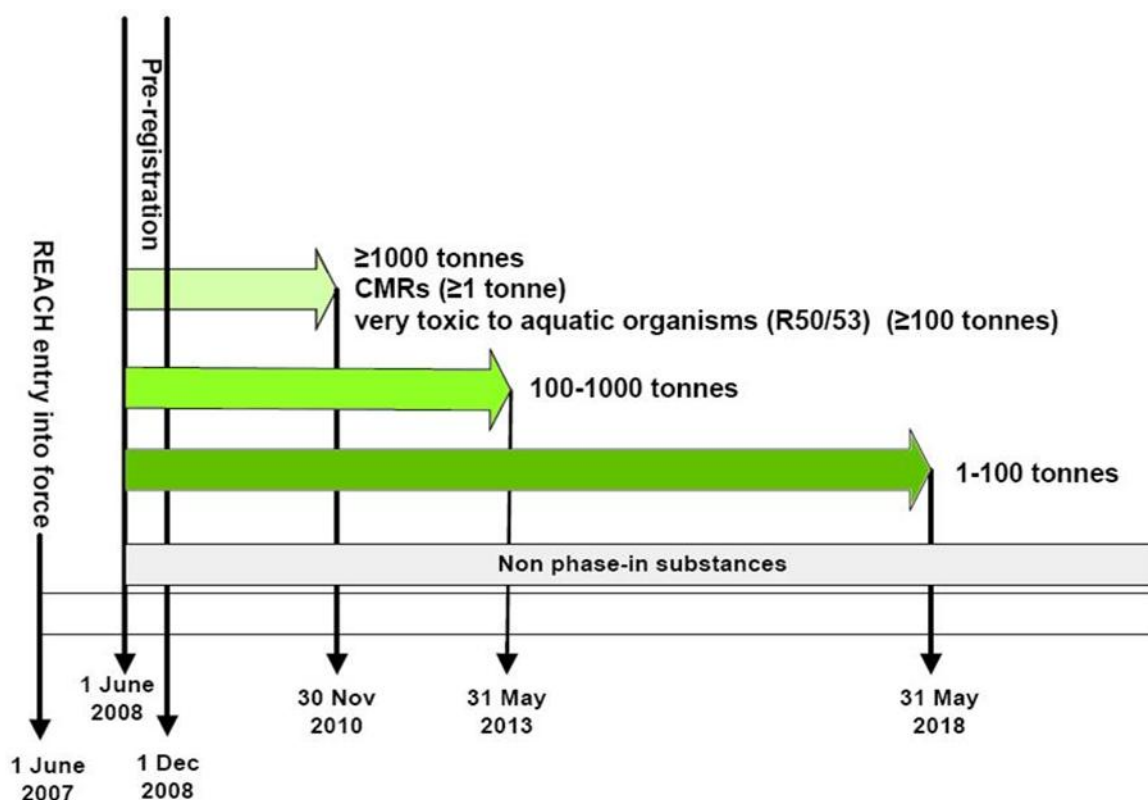 Pre-registration
REACH entry into force
≥1000 tonnes
CMRs (≥1 tonne)
very toxic to aquatic organisms (R50/53) (≥100 tonnes)
100-1000 tonnes
1-100 tonnes
Non phase-in substances
1 June
2008
30 Nov
2010
31 May
2013
31 May
2018
1 June
2007
1 Dec
2008